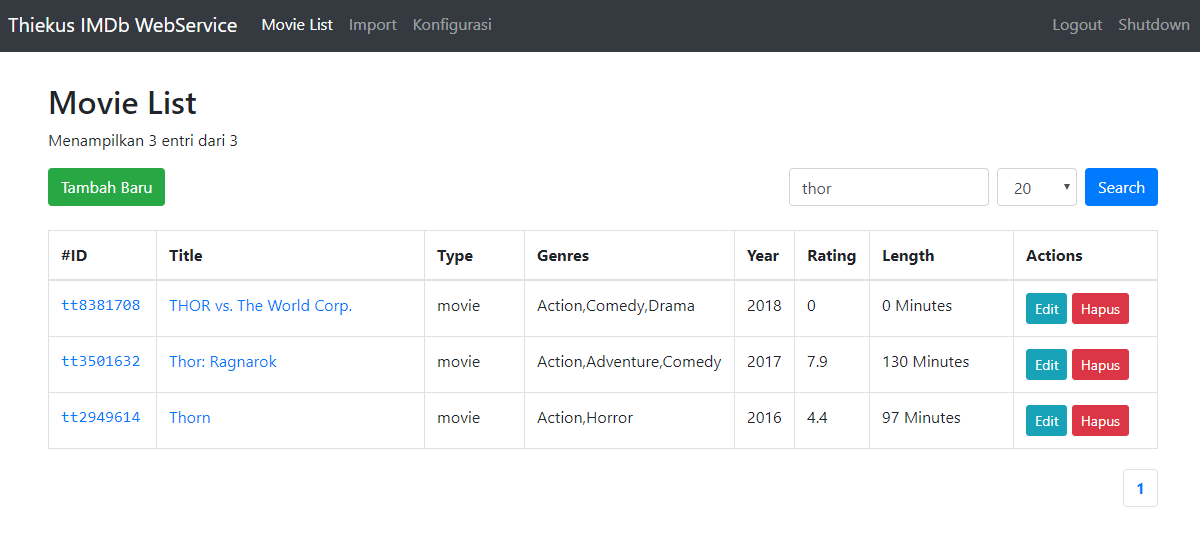 Thiekus IMDb WebService Movie List Import Konfigurasi Logout Shutdown
Movie List
Menampilkan 3 entri dari 3
Tambah Baru thor 20 Search
#ID Title Type Genres Year Rating Length Actions
tt8381708 THOR vs. The World Corp. movie Action,Comedy,Drama 2018 0 0 Minutes Edit Hapus
tt3501632 Thor: Ragnarok movie Action,Adventure,Comedy 2017 7.9 130 Minutes Edit Hapus
tt2949614 Thorn movie Action,Horror 2016 4.4 97 Minutes Edit Hapus
1